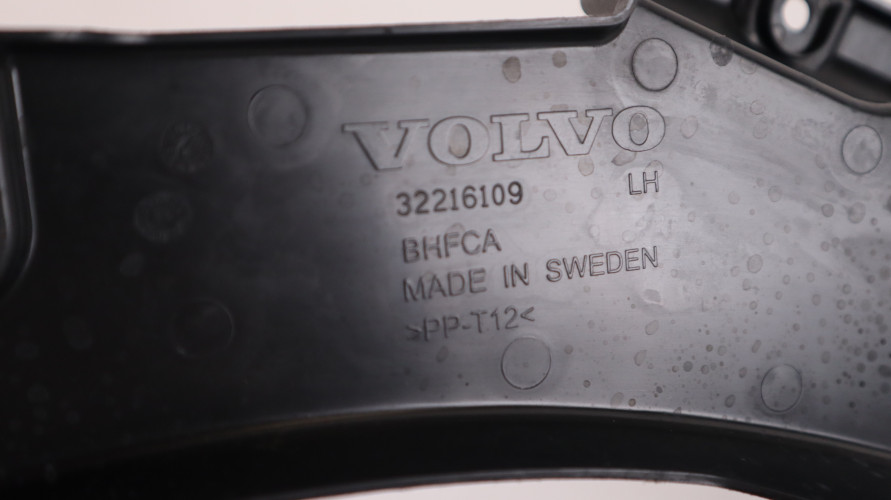 VOLVO
32216109 LH
BHFCA
MADE IN SWEDEN
>PP-T12<